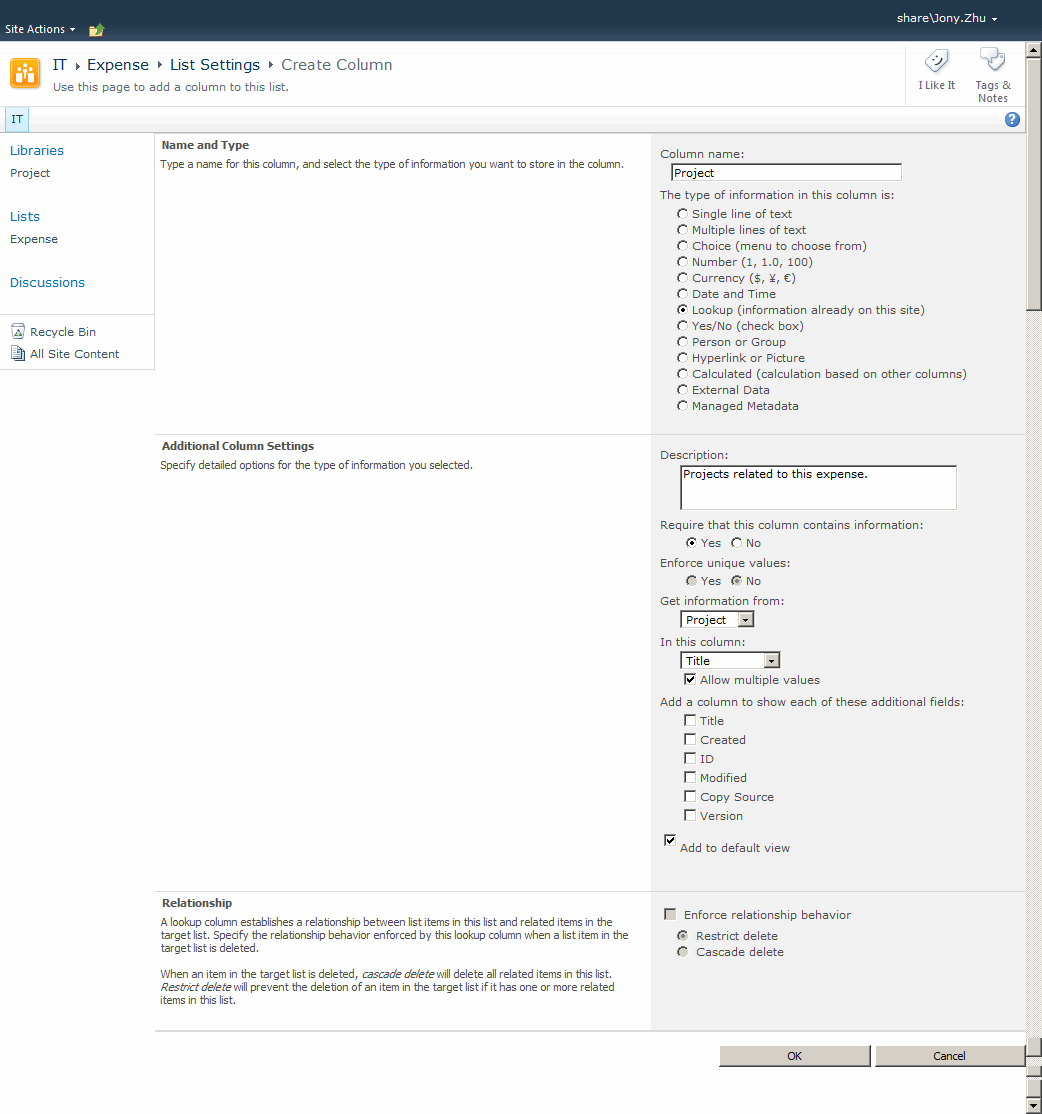 Site Actions
share\Jony.Zhu
IT Expense List Settings Create Column
Use this page to add a column to this list.
I Like It
Tags &
Notes
IT
Libraries
Project
Lists
Expense
Discussions
Recycle Bin
All Site Content
Name and Type
Type a name for this column, and select the type of information you want to store in the column.
Column name:
Project
The type of information in this column is:
Single line of text
Multiple lines of text
Choice (menu to choose from)
Number (1, 1.0, 100)
Currency ($, ¥, €)
Date and Time
Lookup (information already on this site)
Yes/No (check box)
Person or Group
Hyperlink or Picture
Calculated (calculation based on other columns)
External Data
Managed Metadata
Additional Column Settings
Specify detailed options for the type of information you selected.
Description:
Projects related to this expense.
Require that this column contains information:
Yes No
Enforce unique values:
Yes No
Get information from:
Project
In this column:
Title
Allow multiple values
Add a column to show each of these additional fields:
Title
Created
ID
Modified
Copy Source
Version
Add to default view
Relationship
A lookup column establishes a relationship between list items in this list and related items in the
target list. Specify the relationship behavior enforced by this lookup column when a list item in the
target list is deleted.
When an item in the target list is deleted, cascade delete will delete all related items in this list.
Restrict delete will prevent the deletion of an item in the target list if it has one or more related
items in this list.
Enforce relationship behavior
Restrict delete
Cascade delete
OK
Cancel